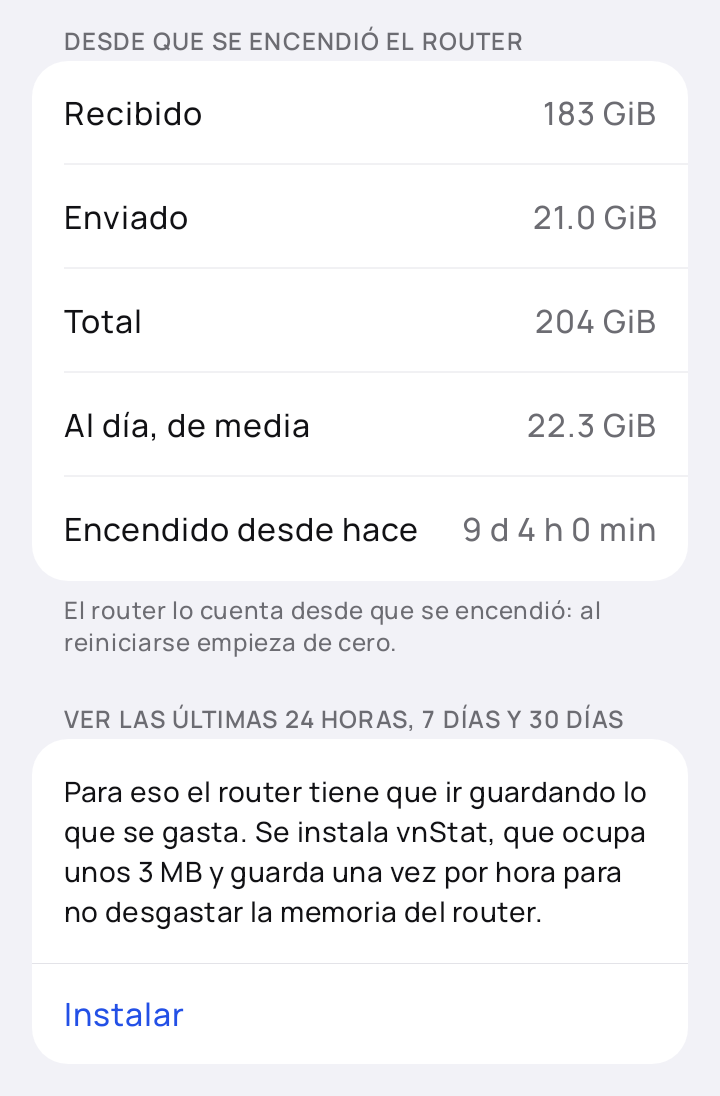 DESDE QUE SE ENCENDIÓ EL ROUTER
Recibido 183 GiB
Enviado 21.0 GiB
Total 204 GiB
Al día, de media 22.3 GiB
Encendido desde hace 9 d 4 h 0 min
El router lo cuenta desde que se encendió: al
reiniciarse empieza de cero.
VER LAS ÚLTIMAS 24 HORAS, 7 DÍAS Y 30 DÍAS
Para eso el router tiene que ir guardando lo
que se gasta. Se instala vnStat, que ocupa
unos 3 MB y guarda una vez por hora para
no desgastar la memoria del router.
Instalar